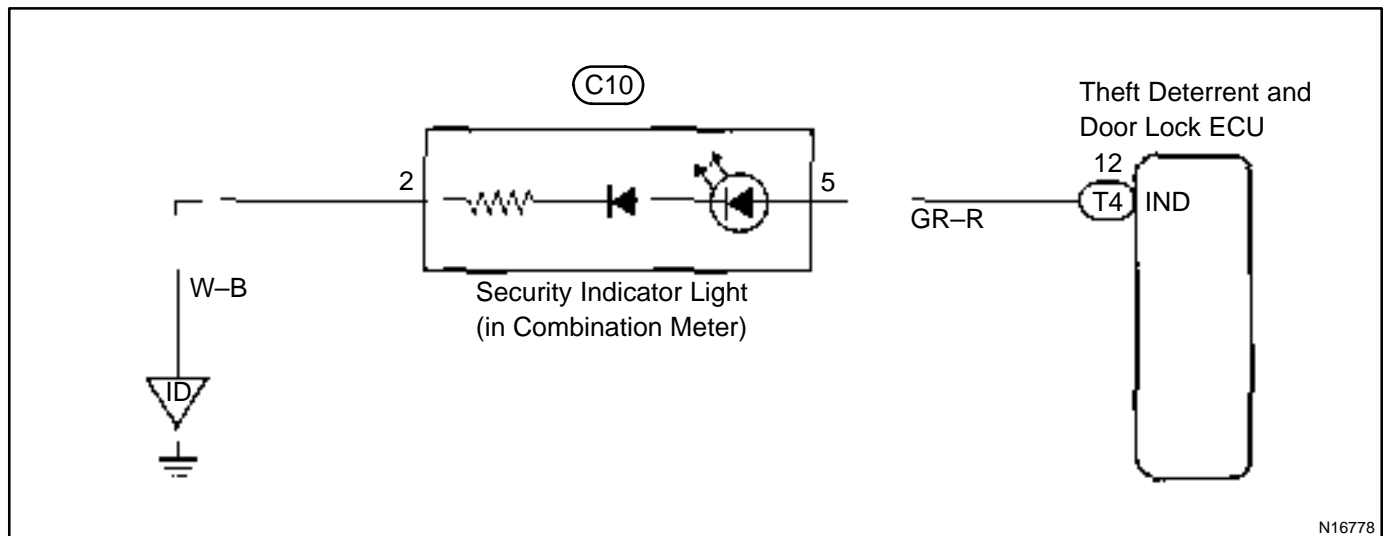 C10
Theft Deterrent and
Door Lock ECU
12
2
5
T4
IND
GR–R
W–B
Security Indicator Light
(in Combination Meter)
ID
N16778